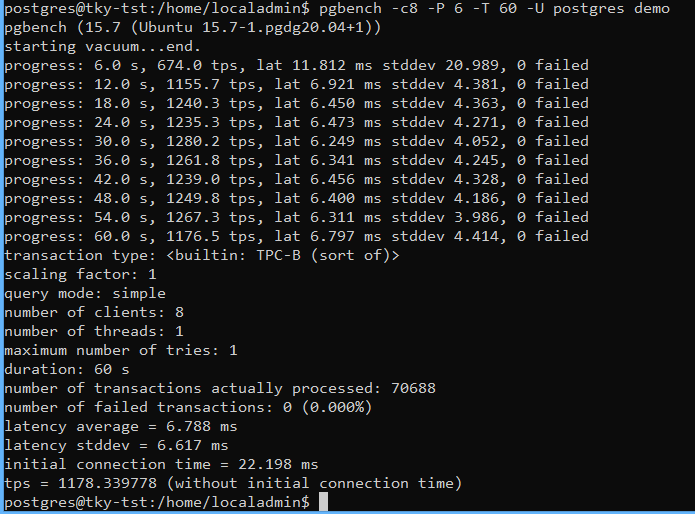 postgres@tky-tst:/home/localadmin$ pgbench -c8 -P 6 -T 60 -U postgres demo
pgbench (15.7 (Ubuntu 15.7-1.pgdg20.04+1))
starting vacuum...end.
progress: 6.0 s, 674.0 tps, lat 11.812 ms stddev 20.989, 0 failed
progress: 12.0 s, 1155.7 tps, lat 6.921 ms stddev 4.381, 0 failed
progress: 18.0 s, 1240.3 tps, lat 6.450 ms stddev 4.363, 0 failed
progress: 24.0 s, 1235.3 tps, lat 6.473 ms stddev 4.271, 0 failed
progress: 30.0 s, 1280.2 tps, lat 6.249 ms stddev 4.052, 0 failed
progress: 36.0 s, 1261.8 tps, lat 6.341 ms stddev 4.245, 0 failed
progress: 42.0 s, 1239.0 tps, lat 6.456 ms stddev 4.328, 0 failed
progress: 48.0 s, 1249.8 tps, lat 6.400 ms stddev 4.186, 0 failed
progress: 54.0 s, 1267.3 tps, lat 6.311 ms stddev 3.986, 0 failed
progress: 60.0 s, 1176.5 tps, lat 6.797 ms stddev 4.414, 0 failed
transaction type: <builtin: TPC-B (sort of)>
scaling factor: 1
query mode: simple
number of clients: 8
number of threads: 1
maximum number of tries: 1
duration: 60 s
number of transactions actually processed: 70688
number of failed transactions: 0 (0.000%)
latency average = 6.788 ms
latency stddev = 6.617 ms
initial connection time = 22.198 ms
tps = 1178.339778 (without initial connection time)
postgres@tky-tst:/home/localadmin$